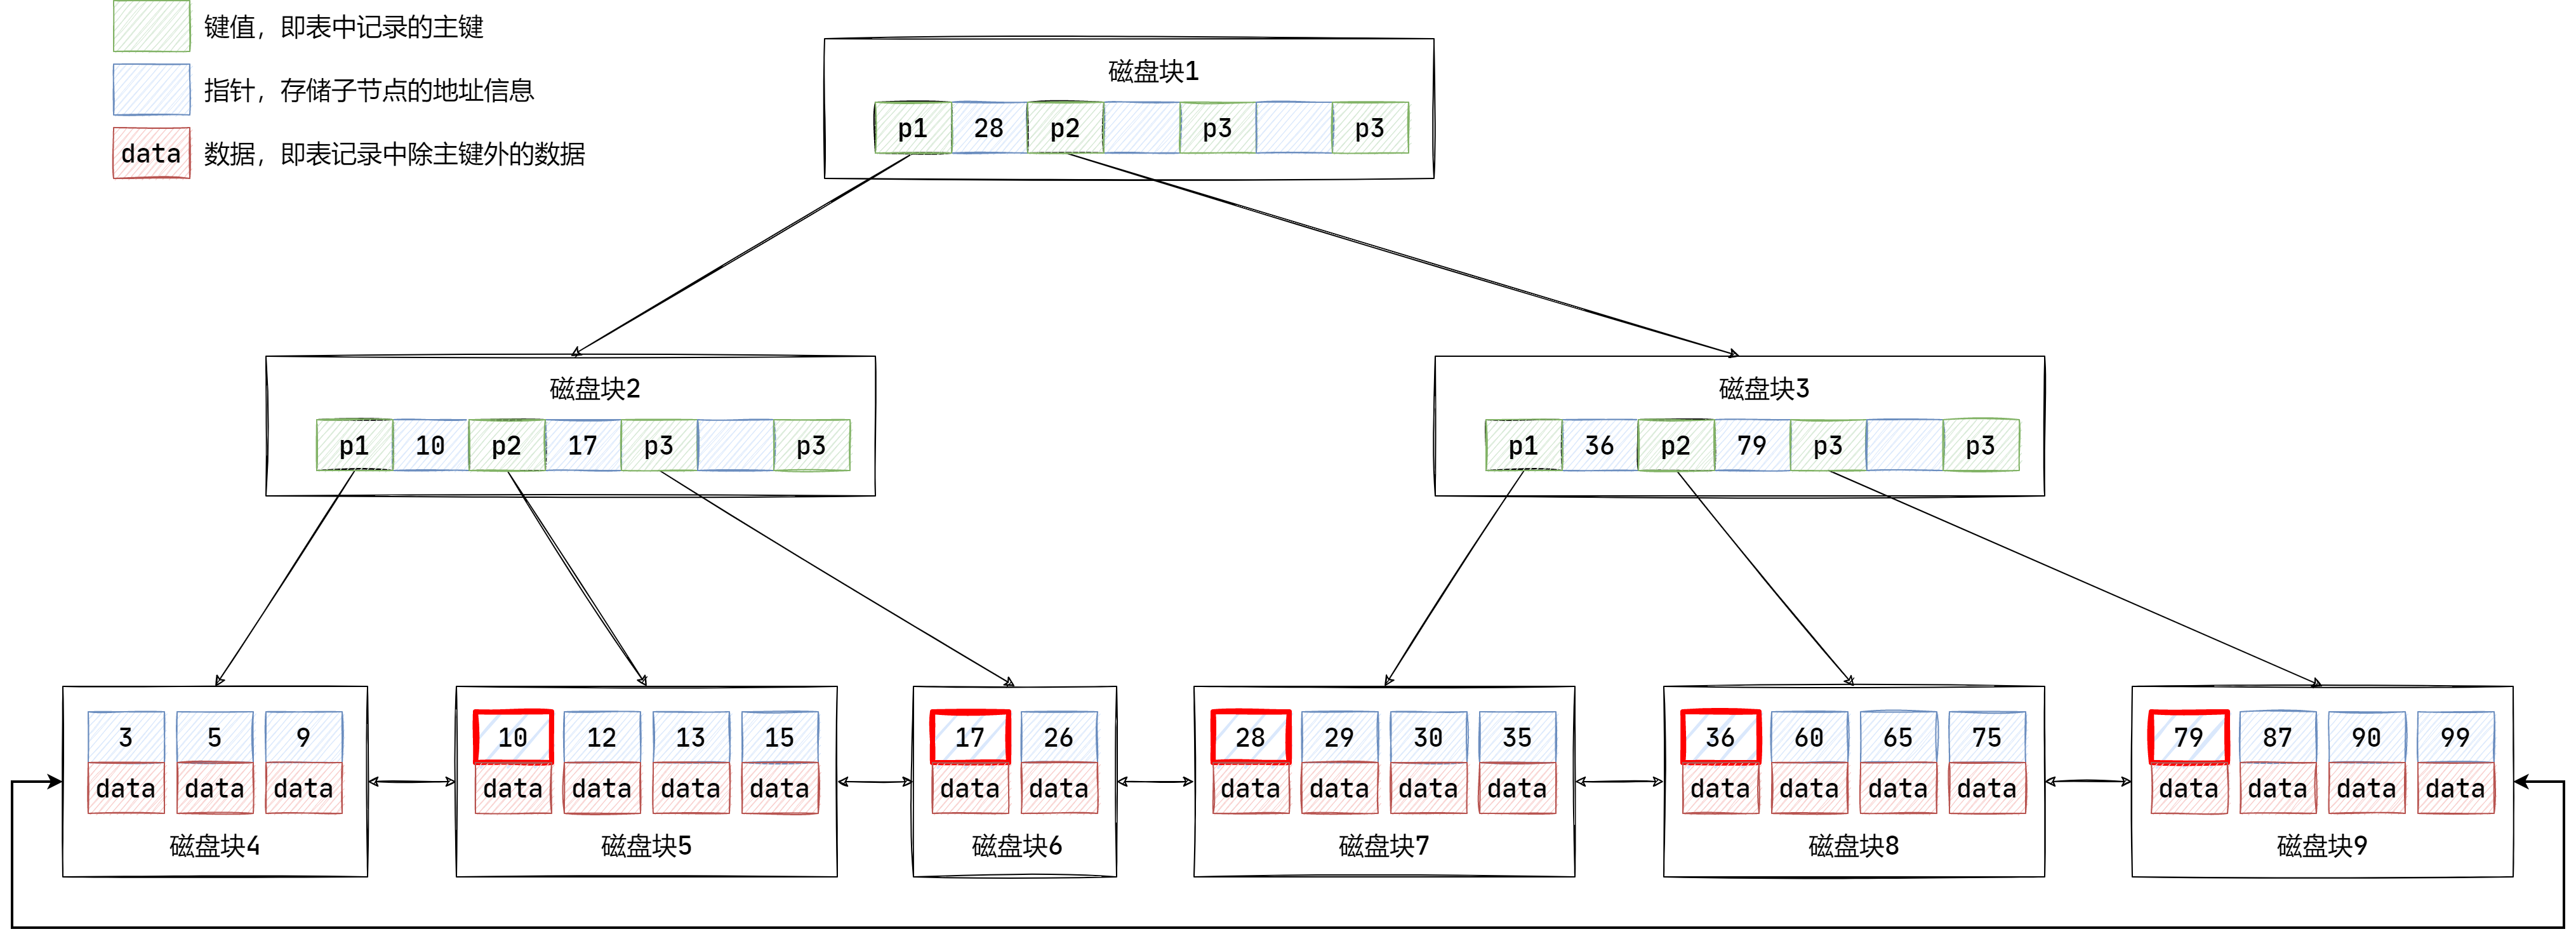 键值，即表中记录的主键
指针，存储子节点的地址信息
data 数据，即表记录中除主键外的数据
磁盘块1
p1 28 p2 p3 p3
磁盘块2
p1 10 p2 17 p3 p3
磁盘块3
p1 36 p2 79 p3 p3
3 5 9
data data data
磁盘块4
10 12 13 15
data data data data
磁盘块5
17 26
data data
磁盘块6
28 29 30 35
data data data data
磁盘块7
36 60 65 75
data data data data
磁盘块8
79 87 90 99
data data data data
磁盘块9